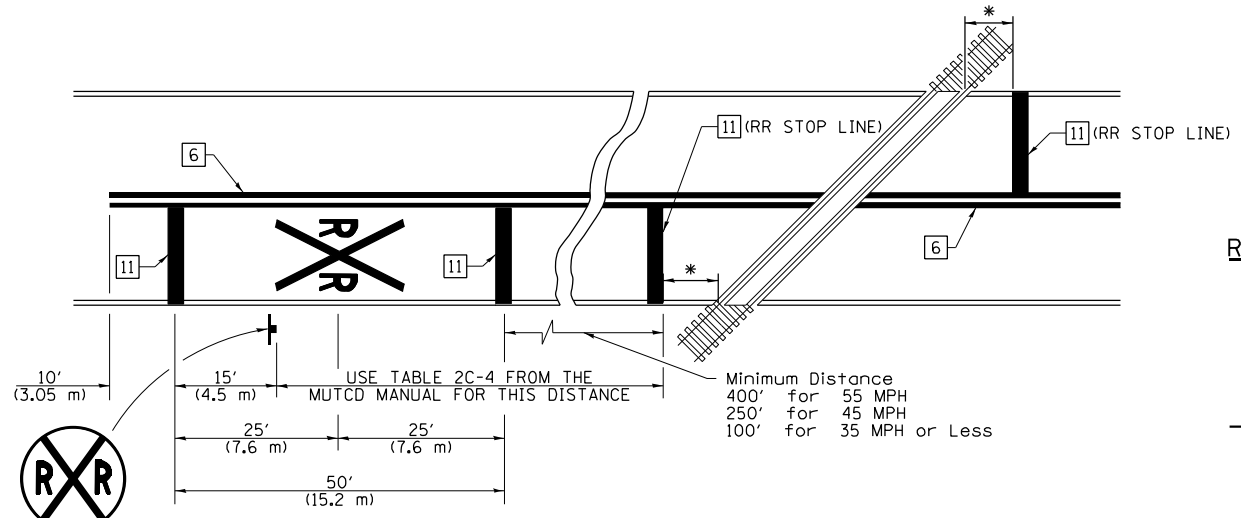 *
11 (RR STOP LINE)
11 (RR STOP LINE)
6
R
R
11
11
*
6
R
10'
(3.05 m)
15'
(4.5 m)
USE TABLE 2C-4 FROM THE
MUTCD MANUAL FOR THIS DISTANCE
Minimum Distance
400' for 55 MPH
250' for 45 MPH
100' for 35 MPH or Less
25'
(7.6 m)
25'
(7.6 m)
50'
(15.2 m)
R R